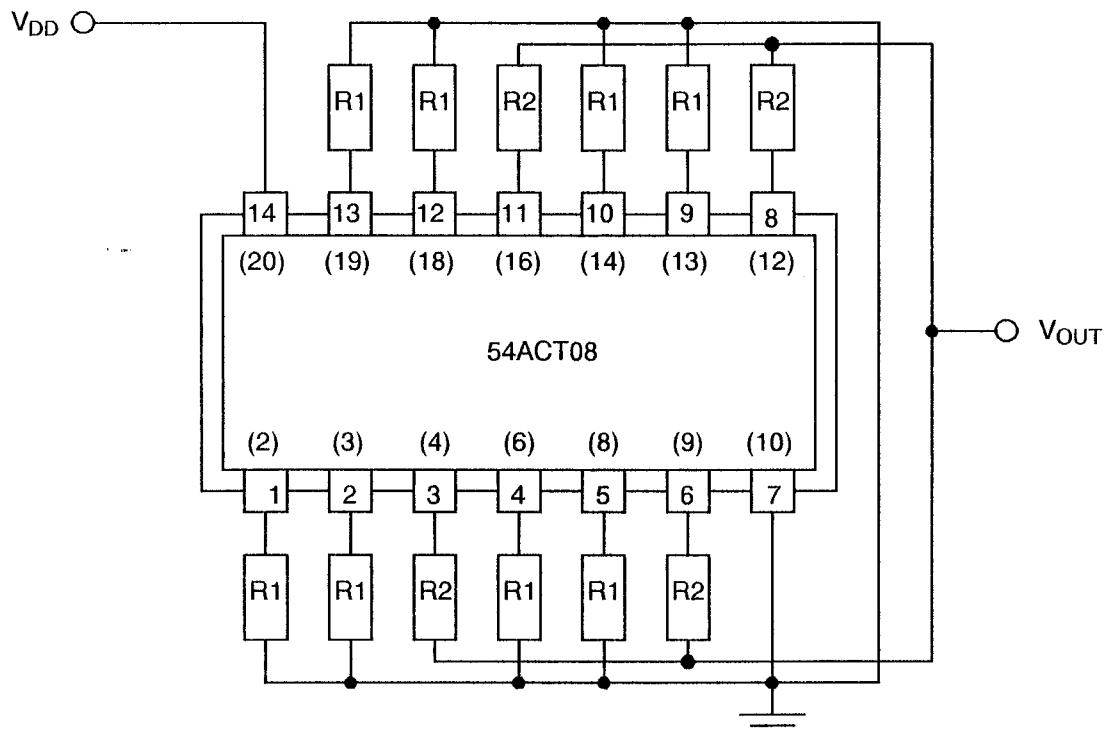 V_DD
R1 R1 R2 R1 R1 R2
14 13 12 11 10 9 8
(20) (19) (18) (16) (14) (13) (12)
54ACT08
V_OUT
(2) (3) (4) (6) (8) (9) (10)
1 2 3 4 5 6 7
R1 R1 R2 R1 R1 R2